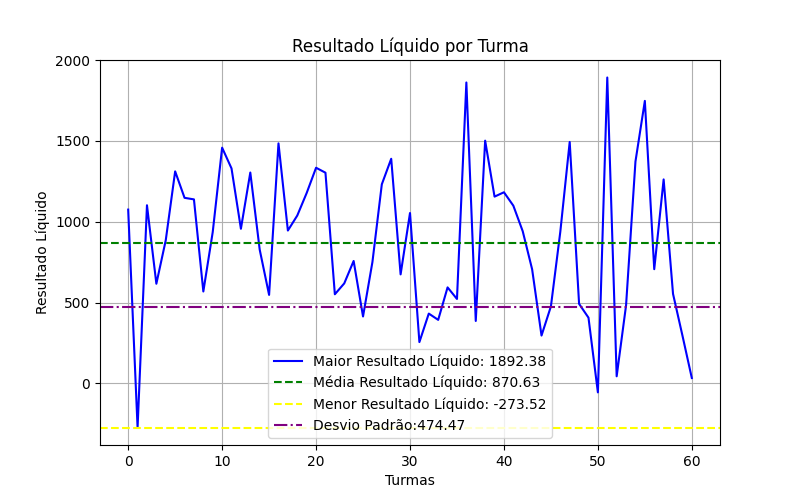 Resultado Líquido por Turma
2000
1500
1000
500
0
Resultado Líquido
Maior Resultado Líquido: 1892.38
Média Resultado Líquido: 870.63
Menor Resultado Líquido: -273.52
Desvio Padrão:474.47
0 10 20 30 40 50 60
Turmas